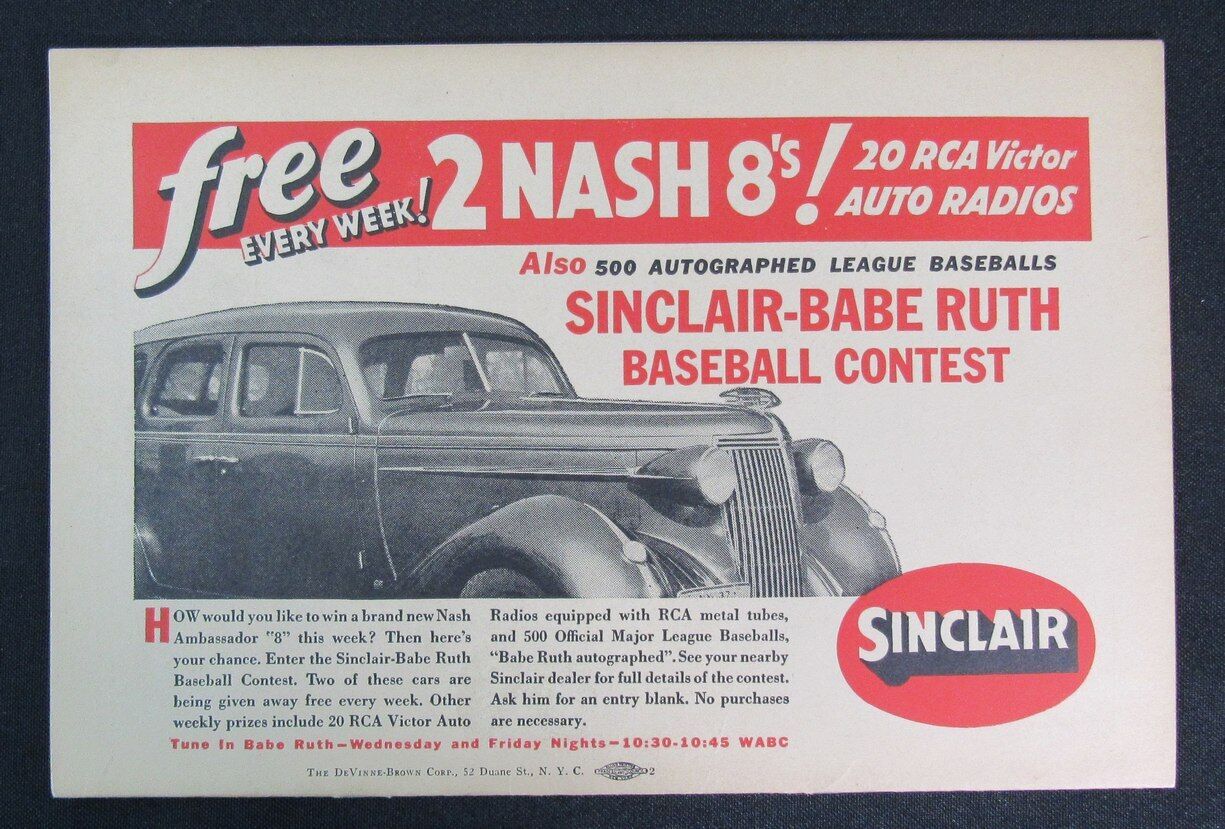 free
EVERY WEEK!
2 NASH 8's!
20 RCA Victor
AUTO RADIOS
Also 500 AUTOGRAPHED LEAGUE BASEBALLS
SINCLAIR-BABE RUTH
BASEBALL CONTEST
HOW would you like to win a brand new Nash
Ambassador "8" this week? Then here's
your chance. Enter the Sinclair-Babe Ruth
Baseball Contest. Two of these cars are
being given away free every week. Other
weekly prizes include 20 RCA Victor Auto
Radios equipped with RCA metal tubes,
and 500 Official Major League Baseballs,
"Babe Ruth autographed". See your nearby
Sinclair dealer for full details of the contest.
Ask him for an entry blank. No purchases
are necessary.
SINCLAIR
Tune In Babe Ruth—Wednesday and Friday Nights—10:30-10:45 WABC
THE DEVINNE-BROWN CORP., 52 Duane St., N. Y. C.
2